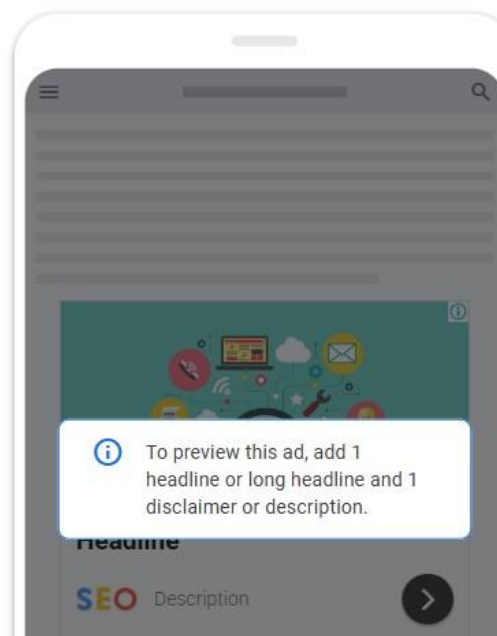 To preview this ad, add 1
headline or long headline and 1
disclaimer or description.
Headline
SEO Description